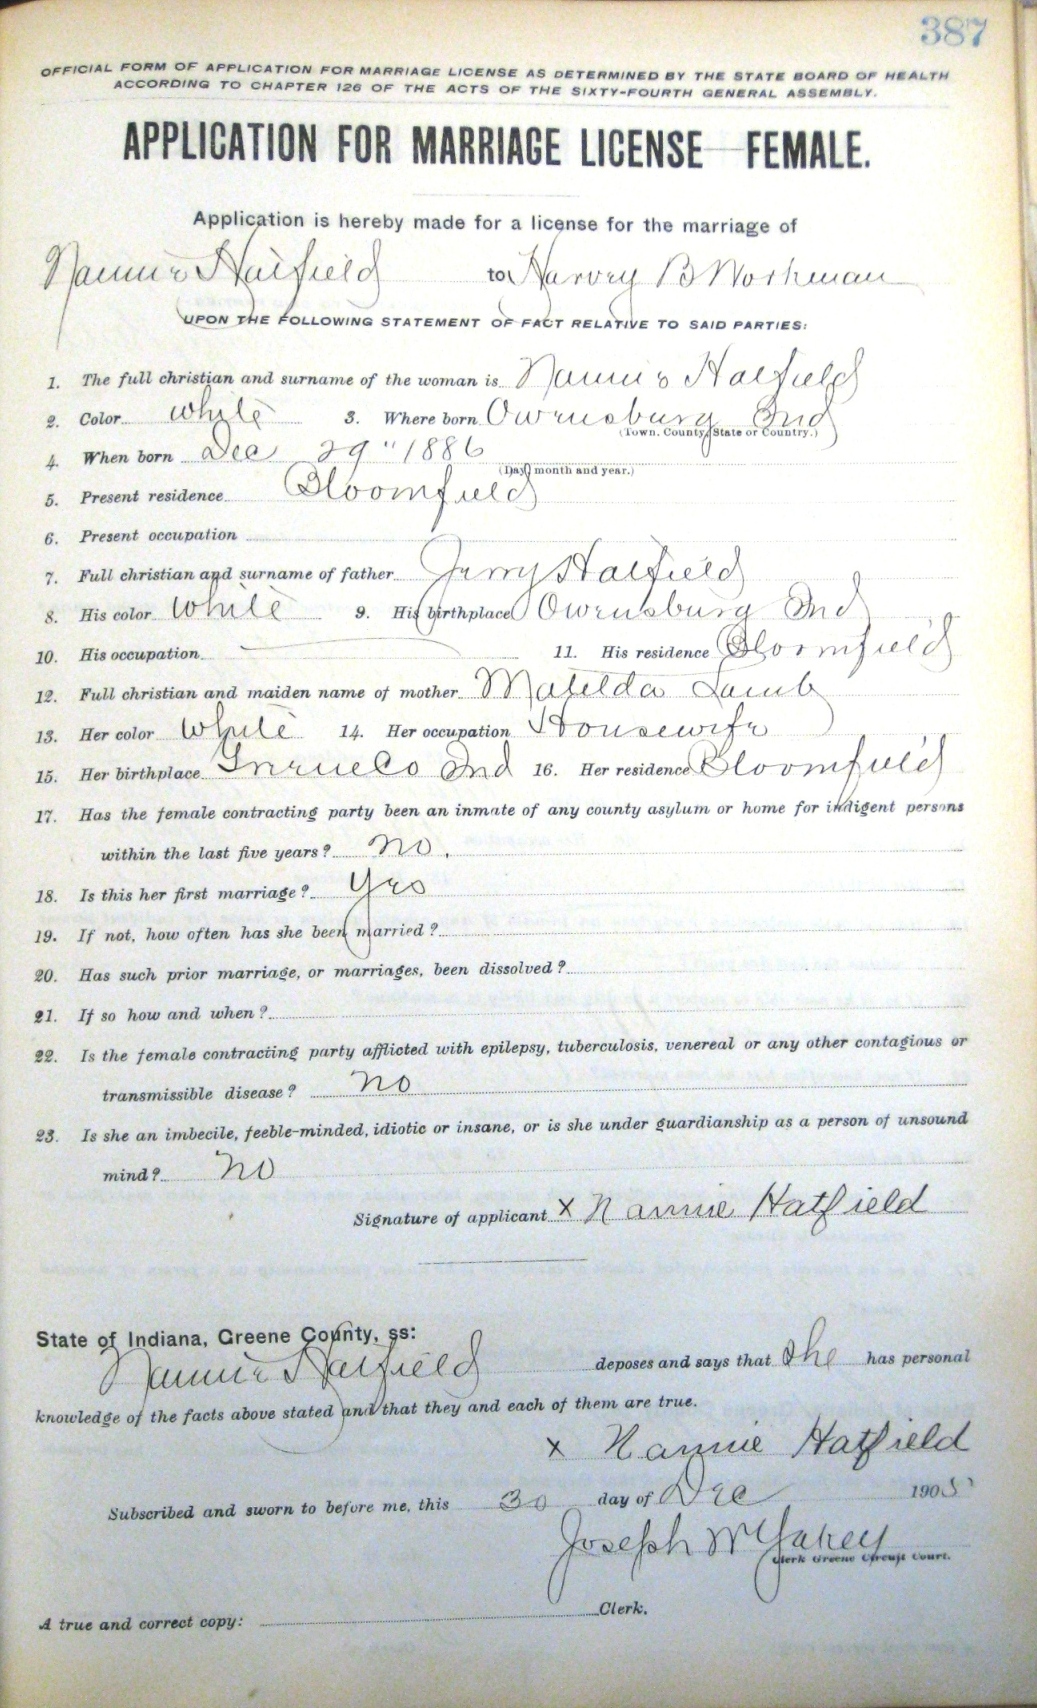 387
OFFICIAL FORM OF APPLICATION FOR MARRIAGE LICENSE AS DETERMINED BY THE STATE BOARD OF HEALTH
ACCORDING TO CHAPTER 126 OF THE ACTS OF THE SIXTY-FOURTH GENERAL ASSEMBLY.
APPLICATION FOR MARRIAGE LICENSE FEMALE.
Application is hereby made for a license for the marriage of
Nannie Hatfield to Harvey B Workman
UPON THE FOLLOWING STATEMENT OF FACT RELATIVE TO SAID PARTIES:
1. The full christian and surname of the woman is Nannie Hatfield
2. Color white 3. Where born Owensburg Ind
(Town, County, State or Country.)
4. When born Dec 29" 1886
(Day, month and year.)
5. Present residence Bloomfield
6. Present occupation
7. Full christian and surname of father Jerry Hatfield
8. His color white 9. His birthplace Owensburg Ind
10. His occupation 11. His residence Bloomfield
12. Full christian and maiden name of mother Matilda Lamb
13. Her color white 14. Her occupation Housewife
15. Her birthplace Greene Co Ind 16. Her residence Bloomfield
17. Has the female contracting party been an inmate of any county asylum or home for indigent persons
within the last five years? no.
18. Is this her first marriage? yes
19. If not, how often has she been married?
20. Has such prior marriage, or marriages, been dissolved?
21. If so how and when?
22. Is the female contracting party afflicted with epilepsy, tuberculosis, venereal or any other contagious or
transmissible disease? no
23. Is she an imbecile, feeble-minded, idiotic or insane, or is she under guardianship as a person of unsound
mind? no
Signature of applicant x Nannie Hatfield
State of Indiana, Greene County, ss:
Nannie Hatfield deposes and says that she has personal
knowledge of the facts above stated and that they and each of them are true.
x Nannie Hatfield
Subscribed and sworn to before me, this 30 day of Dec 1905
Joseph W Yakey
Clerk Greene Circuit Court.
A true and correct copy: Clerk.